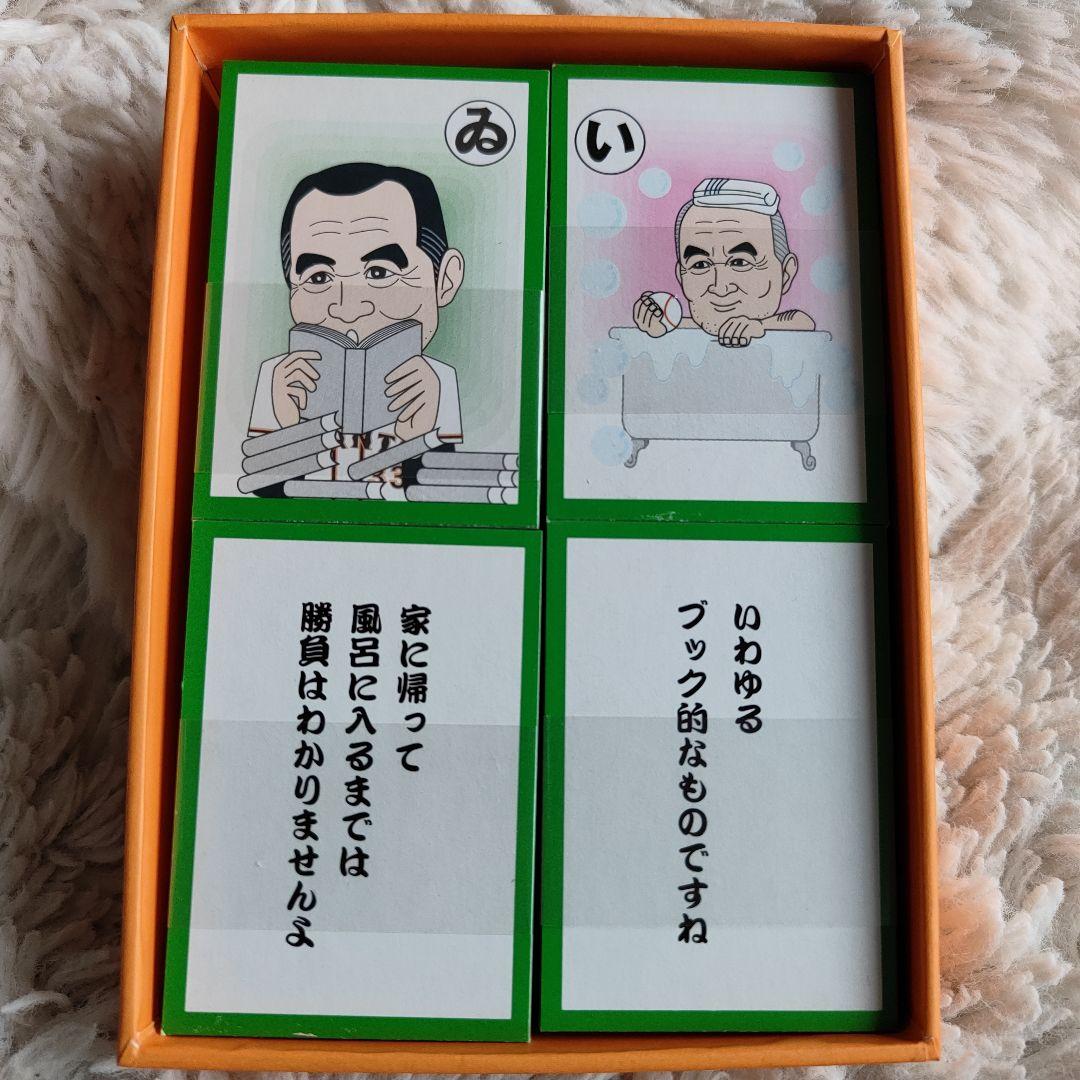 ゐ
い
家に帰って
風呂に入るまでは
勝負はわかりませんよ
いわゆる
ブック的なものですね